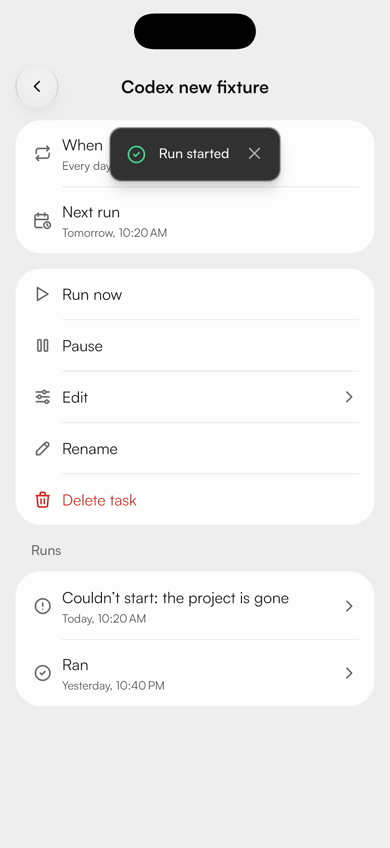 Codex new fixture
Run started
When
Every day
Next run
Tomorrow, 10:20 AM
Run now
Pause
Edit
Rename
Delete task
Runs
Couldn’t start: the project is gone
Today, 10:20 AM
Ran
Yesterday, 10:40 PM